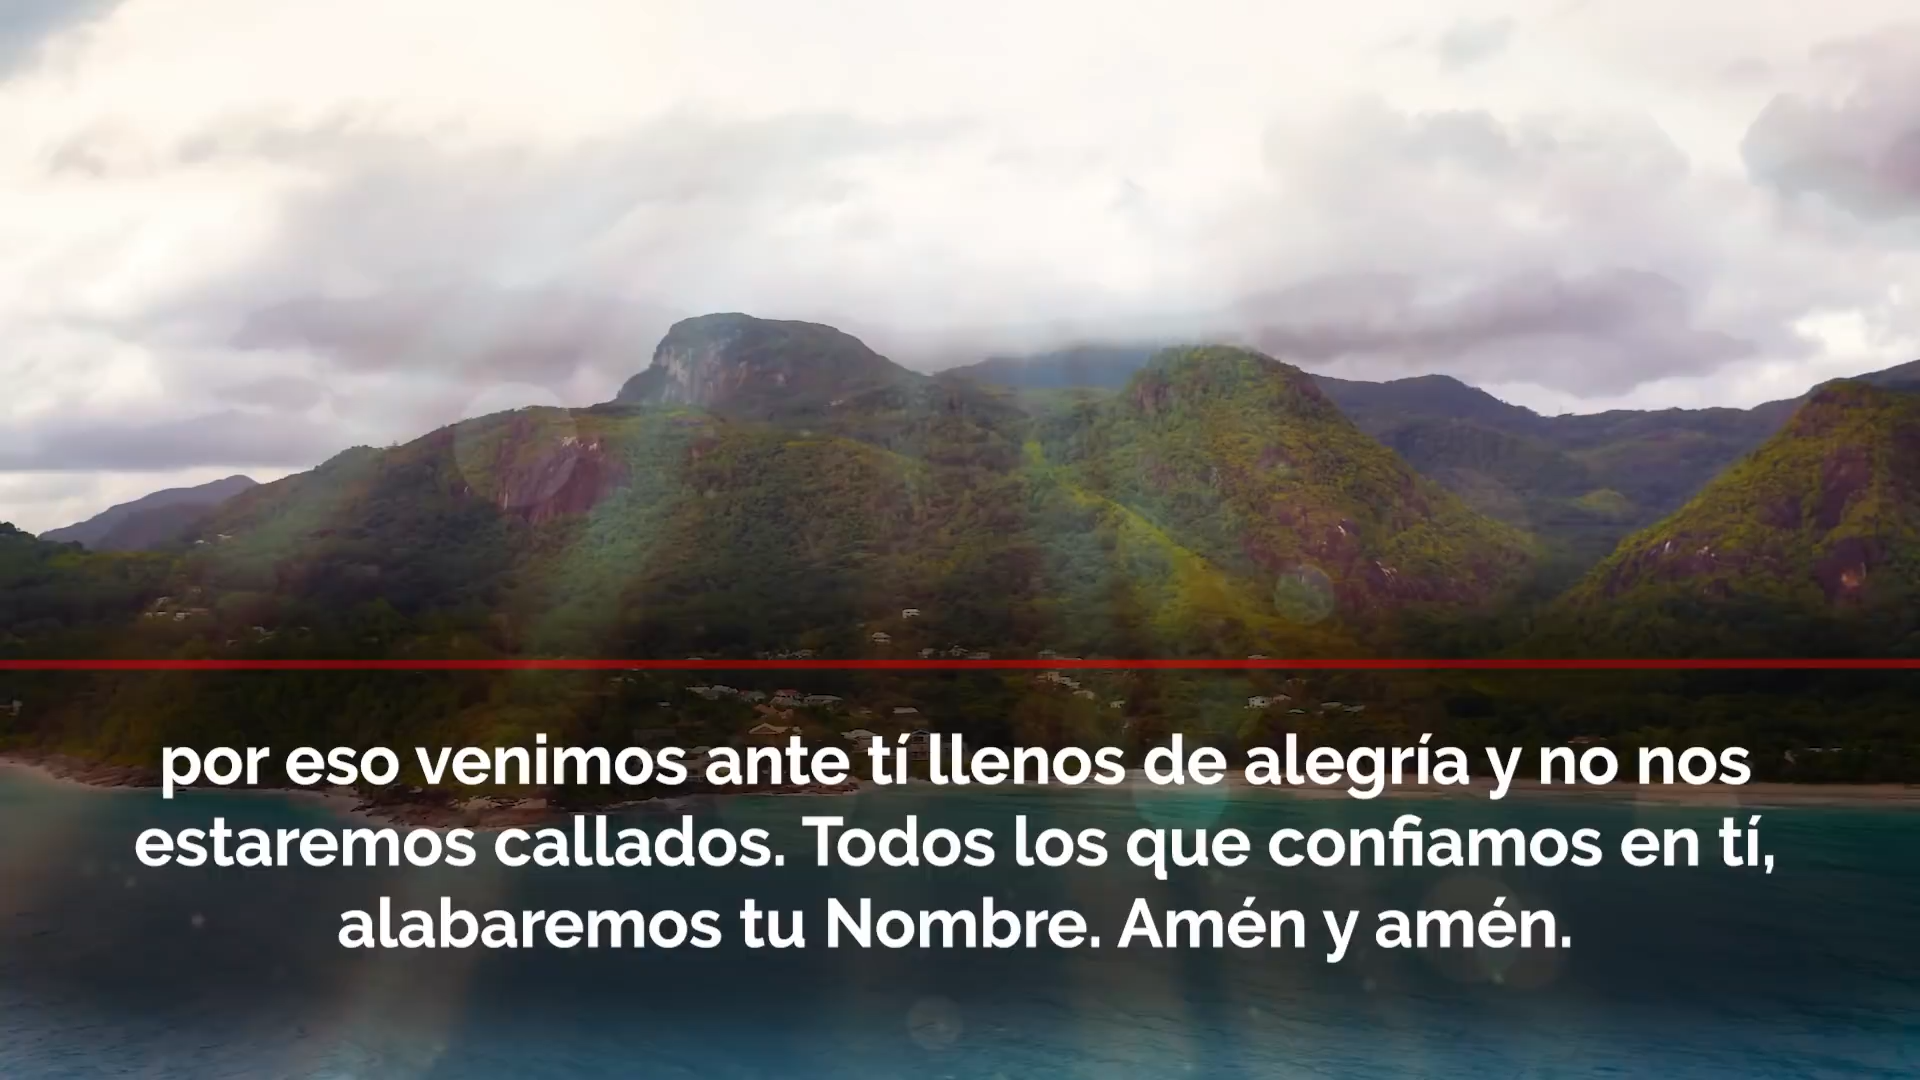 por eso venimos ante tí llenos de alegría y no nos
estaremos callados. Todos los que confiamos en tí,
alabaremos tu Nombre. Amén y amén.